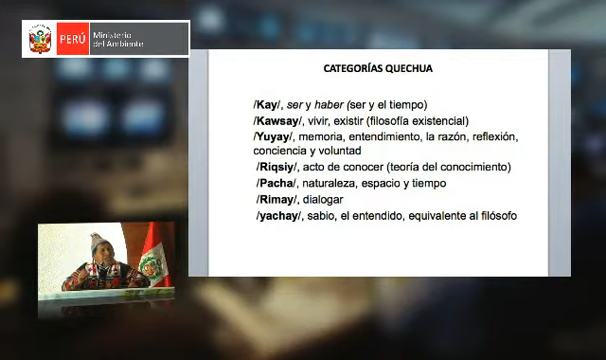 PERÚ
Ministerio
del Ambiente
CATEGORÍAS QUECHUA
/Kay/, ser y haber (ser y el tiempo)
/Kawsay/, vivir, existir (filosofía existencial)
/Yuyay/, memoria, entendimiento, la razón, reflexión,
conciencia y voluntad
/Riqsiy/, acto de conocer (teoría del conocimiento)
/Pacha/, naturaleza, espacio y tiempo
/Rimay/, dialogar
/yachay/, sabio, el entendido, equivalente al filósofo